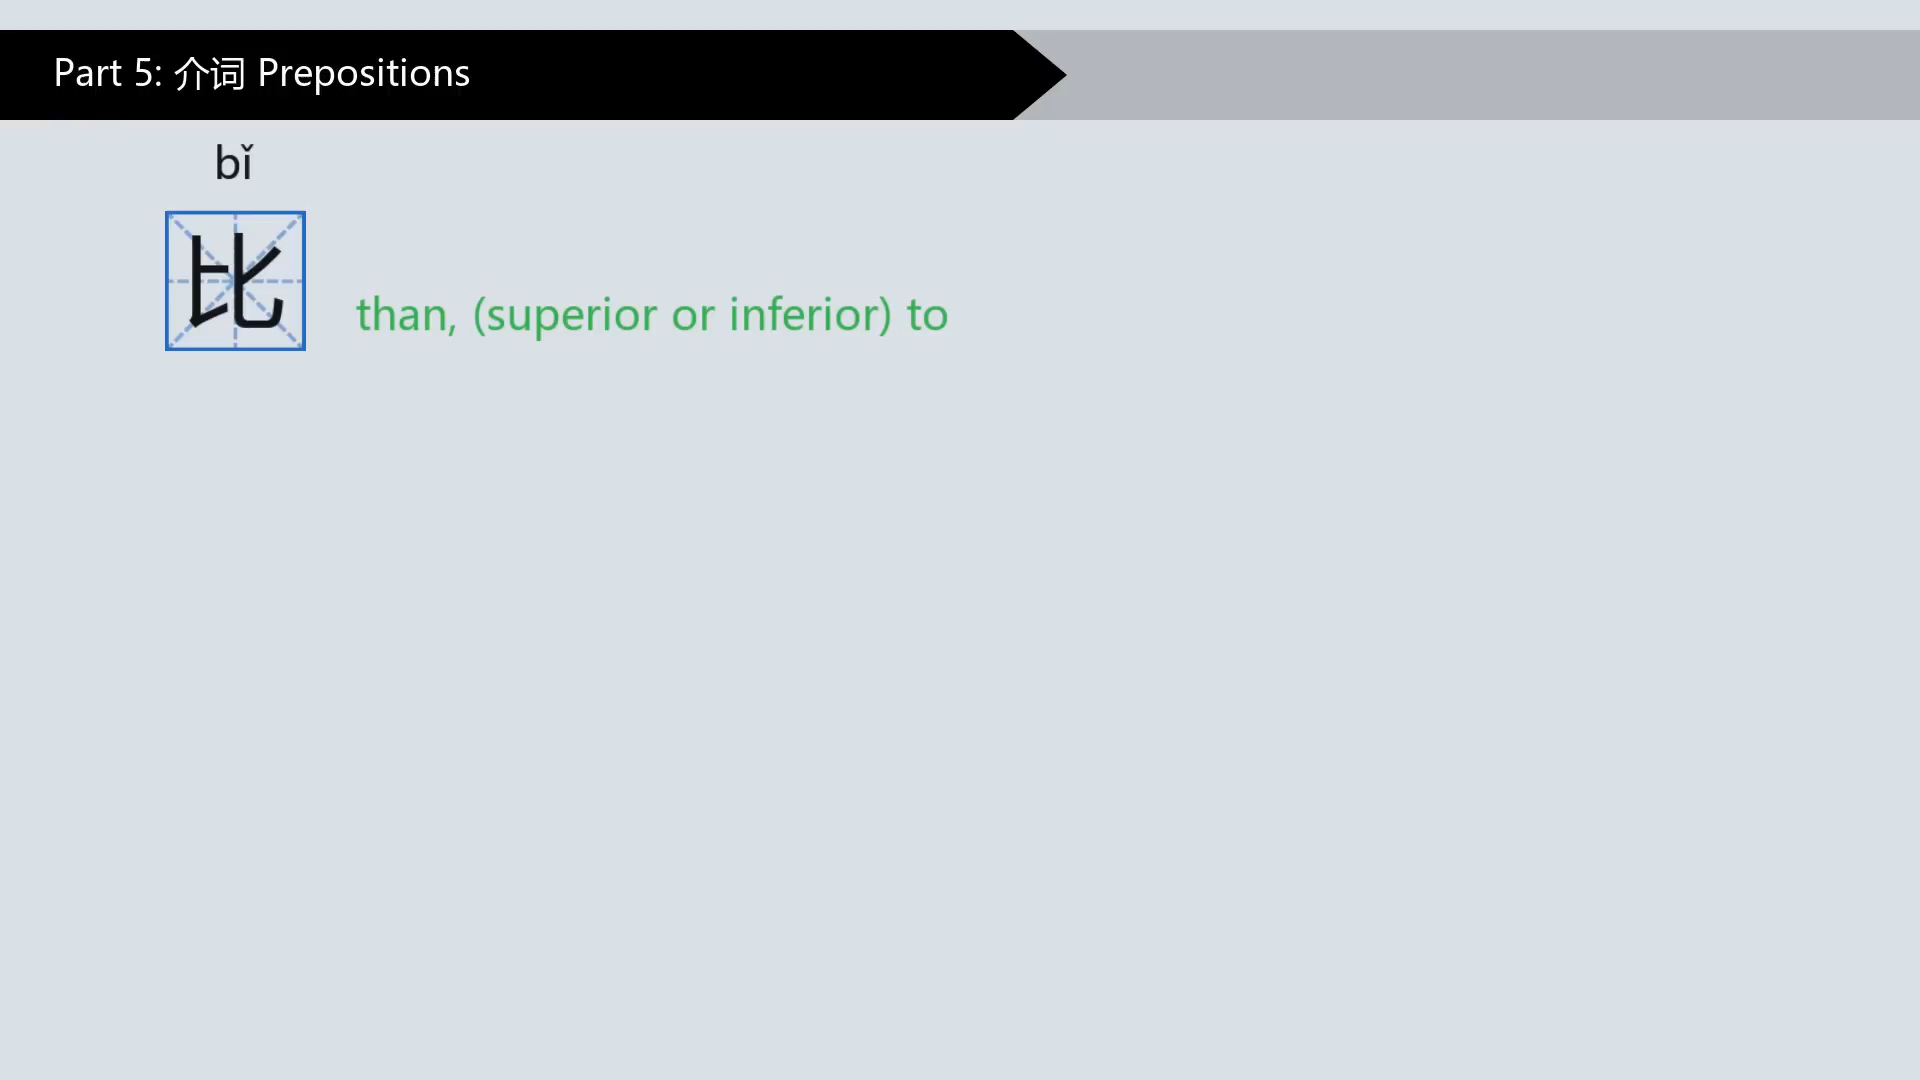 Part 5: 介词 Prepositions
bǐ
比
than, (superior or inferior) to